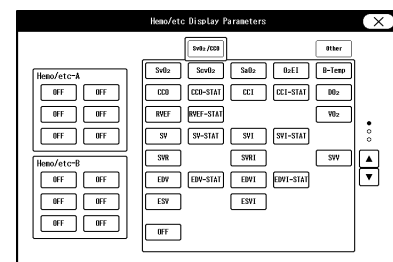 Hemo/etc Display Parameters
SvO₂/CCO Other
Hemo/etc-A
OFF OFF
OFF OFF
OFF OFF
Hemo/etc-B
OFF OFF
OFF OFF
OFF OFF
SvO₂ ScvO₂ SaO₂ O₂EI B-Temp
CCO CCO-STAT CCI CCI-STAT DO₂
RVEF RVEF-STAT VO₂
SV SV-STAT SVI SVI-STAT
SVR SVRI SVV
EDV EDV-STAT EDVI EDVI-STAT
ESV ESVI
OFF